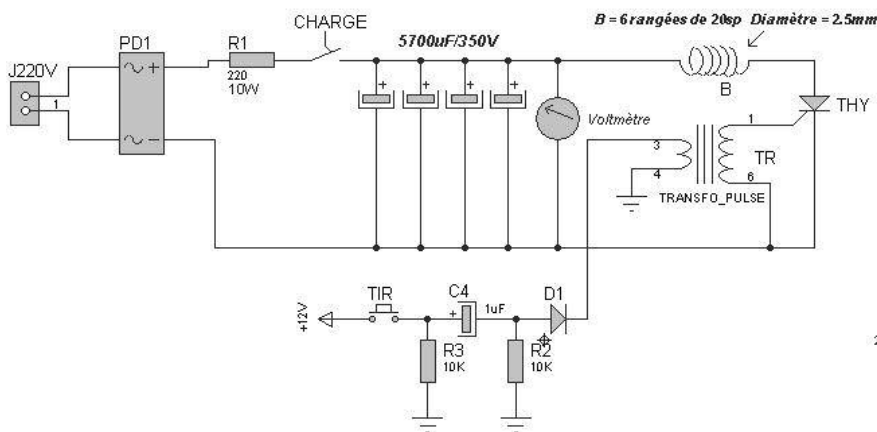 CHARGE
B = 6 rangées de 20sp Diamètre = 2.5mm
PD1
R1
5700uF/350V
J220V
220
10W
B
THY
1
Voltmètre
3
1
TR
4
6
TRANSFO_PULSE
+12V
TIR
C4
1uF
D1
R3
10K
R2
10K